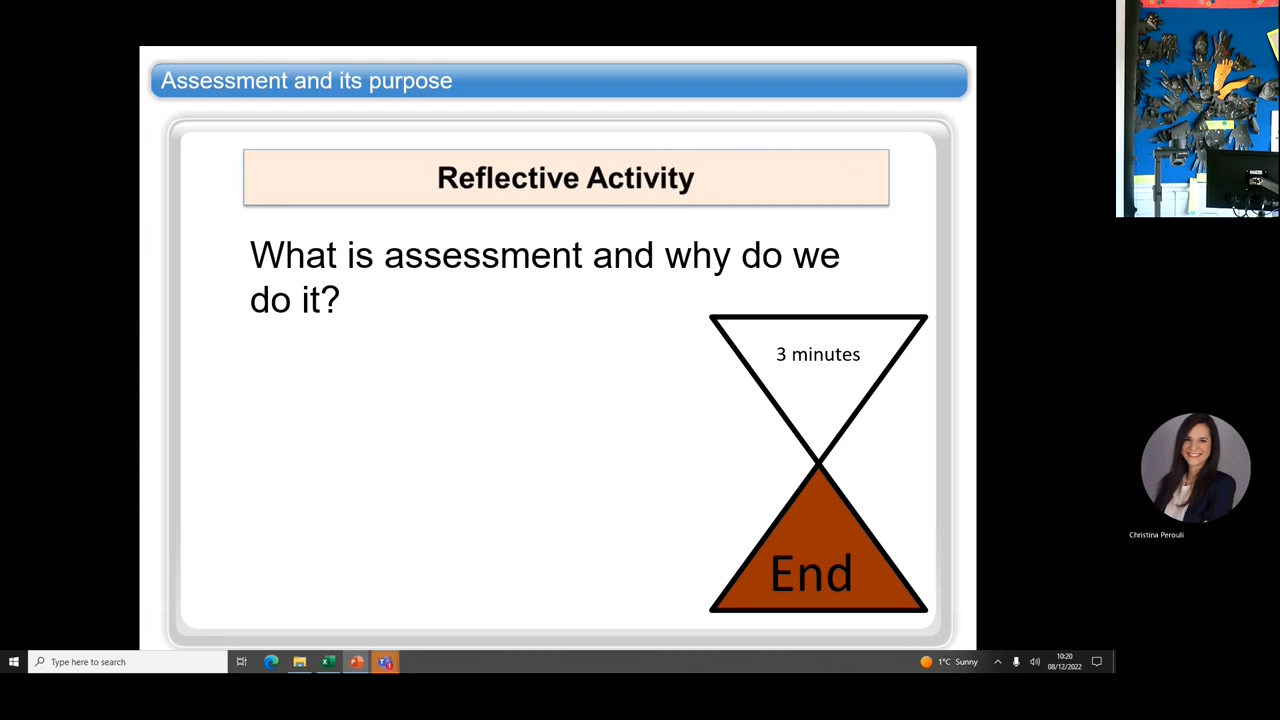 Assessment and its purpose
Reflective Activity
What is assessment and why do we
do it?
3 minutes
End
Christina Perouli
Type here to search
1°C Sunny
10:20
08/12/2022